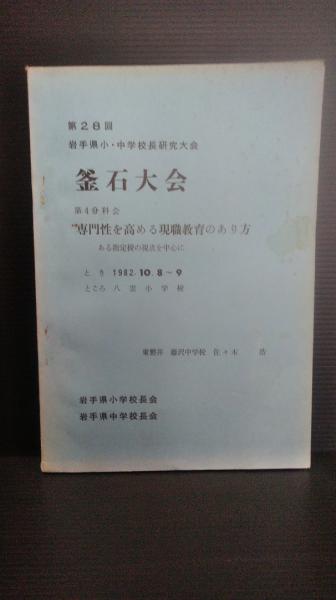 第28回
岩手県小・中学校長研究大会
釜石大会
第4分科会
専門性を高める現職教育のあり方
ある指定校の視点を中心に
とき 1982.10.8～9
ところ 八雲小学校
東磐井 藤沢中学校 佐々木 浩
岩手県小学校長会
岩手県中学校長会